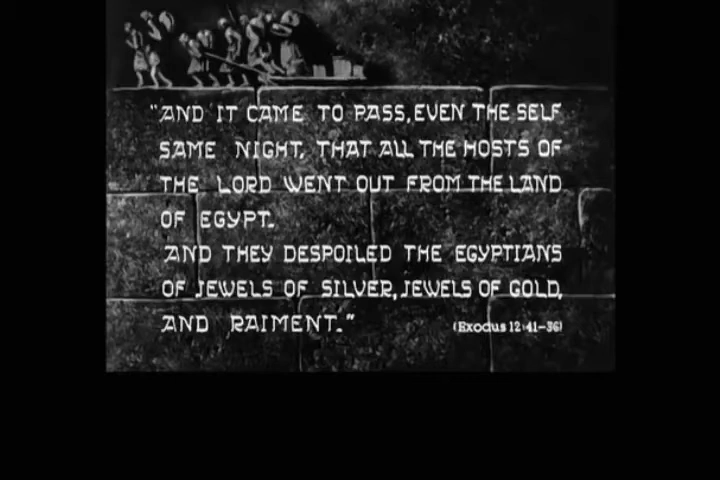 "AND IT CAME TO PASS, EVEN THE SELF
SAME NIGHT, THAT ALL THE HOSTS OF
THE LORD WENT OUT FROM THE LAND
OF EGYPT.
AND THEY DESPOILED THE EGYPTIANS
OF JEWELS OF SILVER, JEWELS OF GOLD,
AND RAIMENT."
(Exodus 12:41-36)